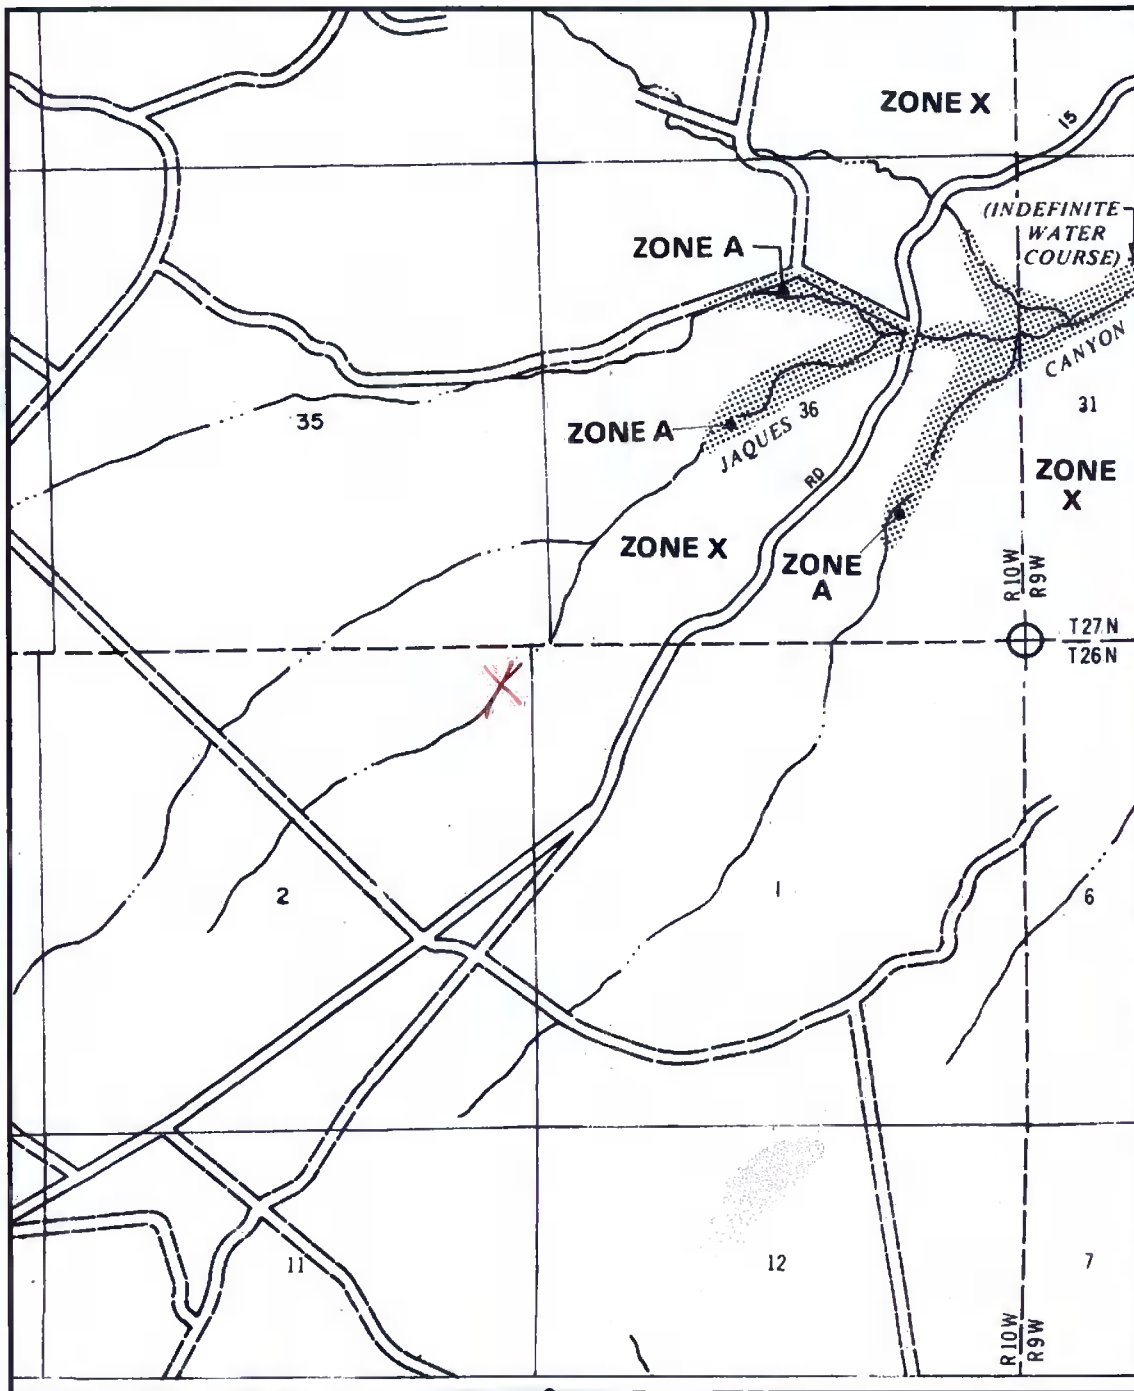 ZONE X
15
(INDEFINITE
WATER
COURSE)
ZONE A
CANYON
35
ZONE A
JAQUES
36
31
RD
ZONE
X
ZONE X
ZONE
A
R10W
R9W
T27N
T26N
2
1
6
11
12
7
R10W
R9W